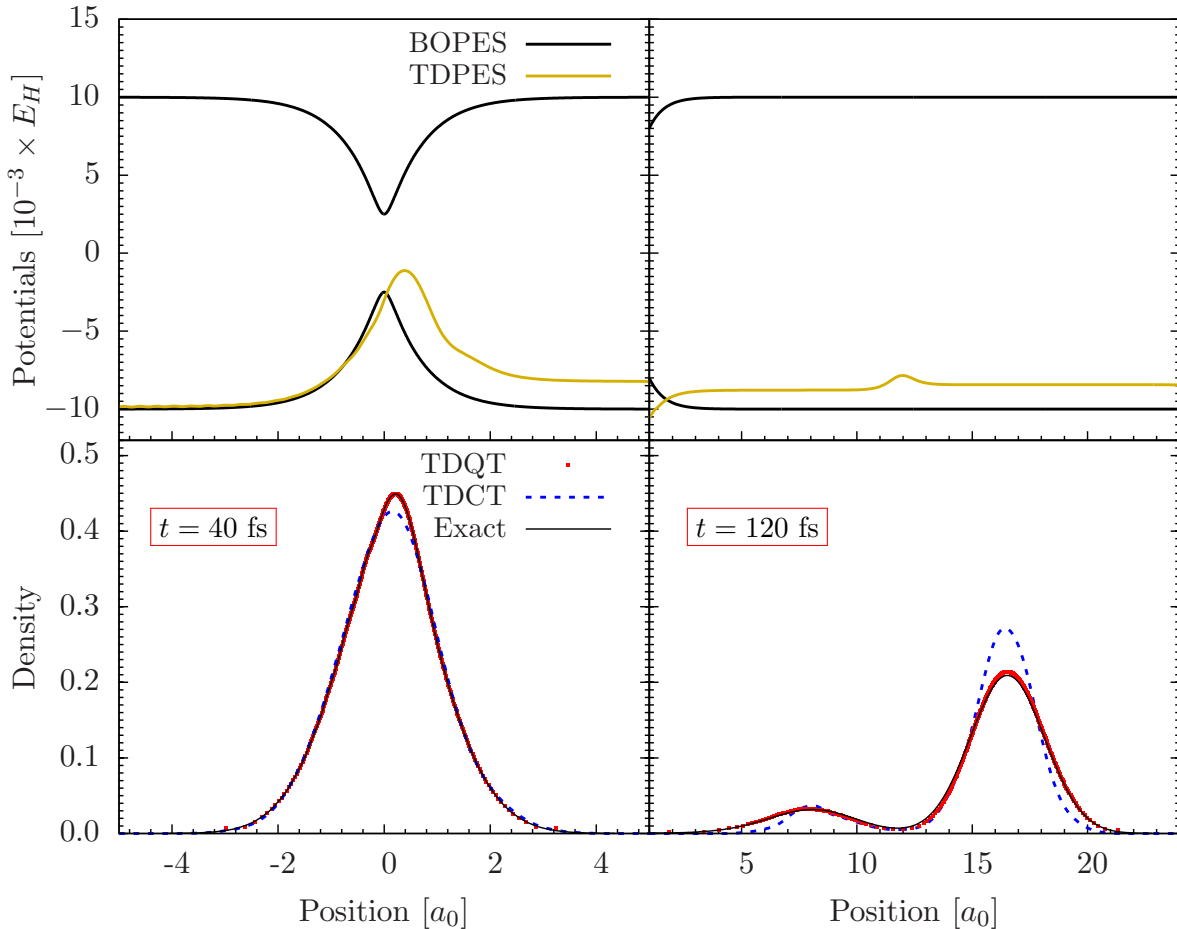 15
10
5
0
−5
−10
Potentials [10⁻³ × E_H]
BOPES
TDPES
0.5
0.4
0.3
0.2
0.1
0.0
Density
TDQT
TDCT
Exact
t = 40 fs
t = 120 fs
-4 -2 0 2 4
5 10 15 20
Position [a₀]
Position [a₀]